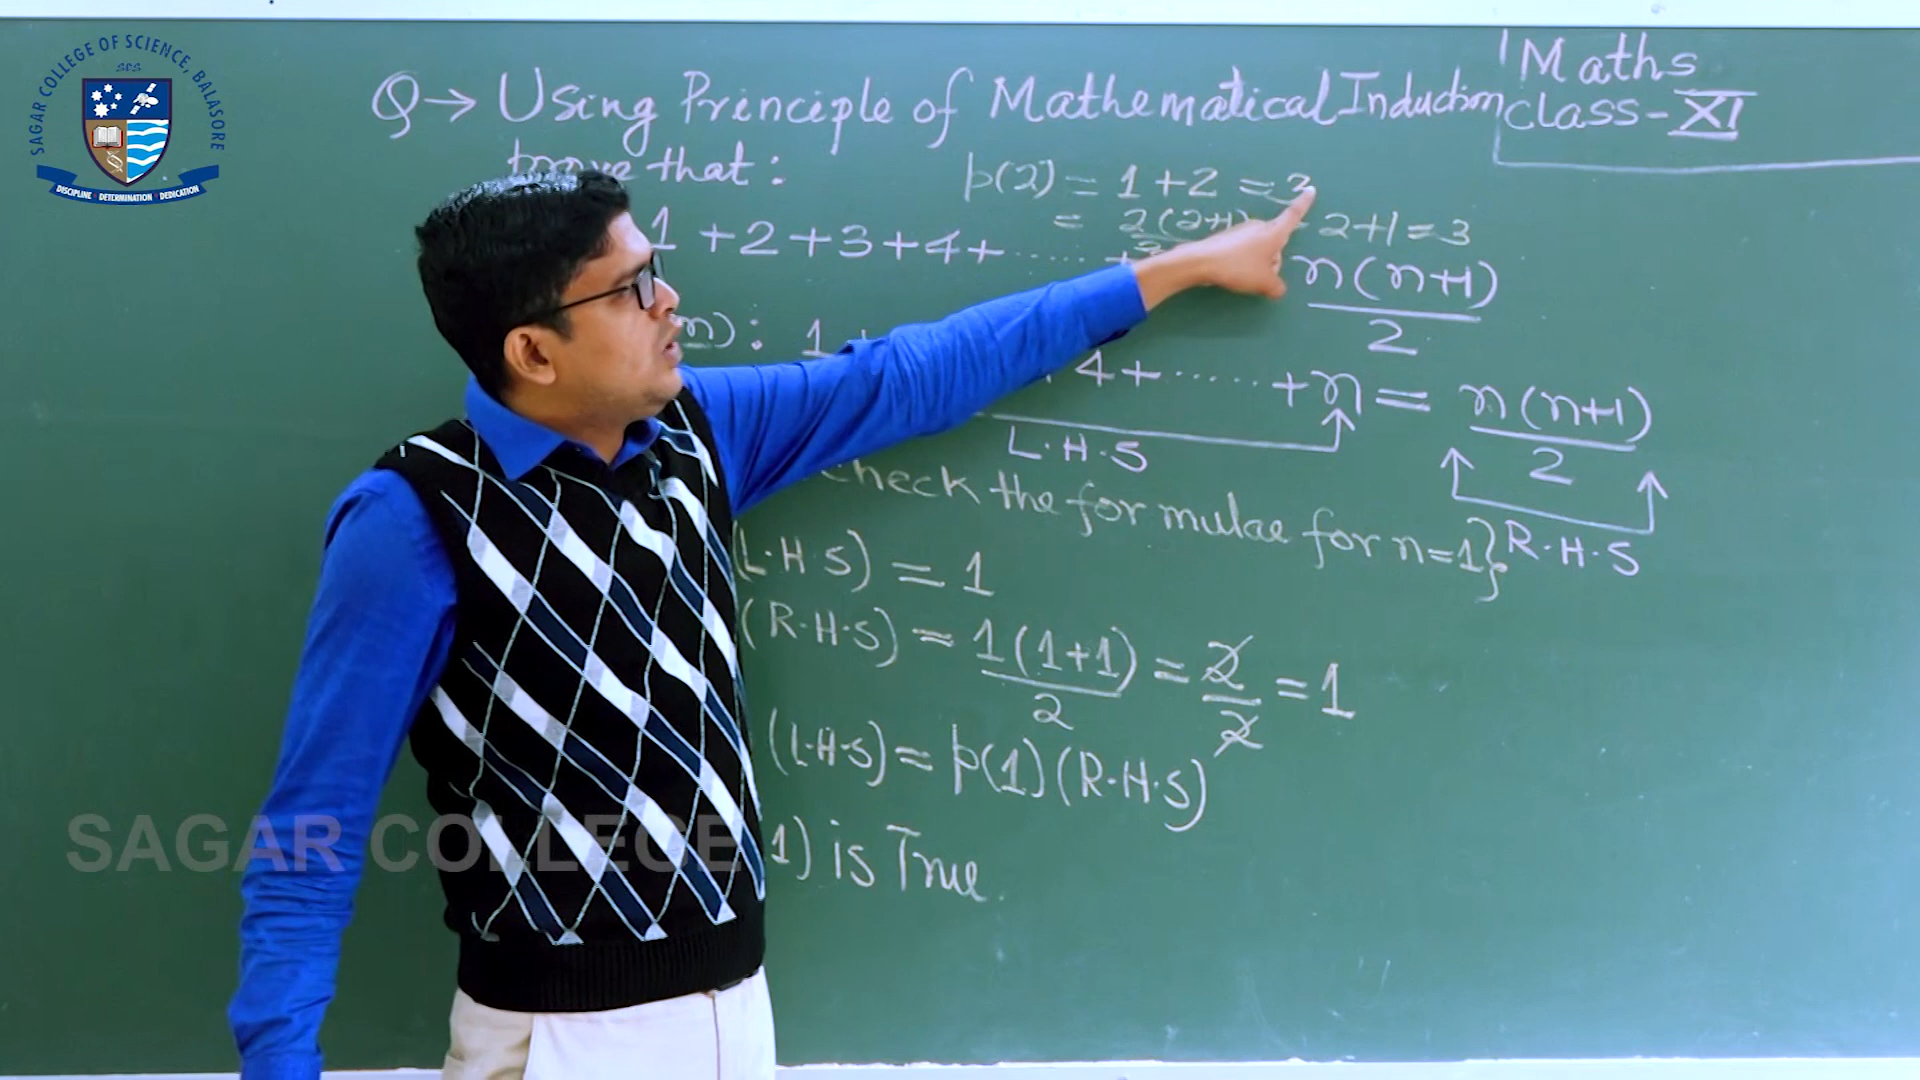 SAGAR COLLEGE OF SCIENCE, BALASORE
SCS
DISCIPLINE - DETERMINATION - DEDICATION
Maths
Class-XI
Q→ Using Principle of Mathematical Induction
prove that :
p(2) = 1+2 = 3
= 2(2+1) 2+1=3
1+2+3+4+ ...... + n(n+1)/2
n) : 1+ 4+ ...... +n = n(n+1)/2
L.H.S
check the formulae for n=1}. R.H.S
(L.H.S) = 1
(R.H.S) = 1(1+1)/2 = 2/2 = 1
(L.H.S) = p(1)(R.H.S)
1) is True.
SAGAR COLLEGE